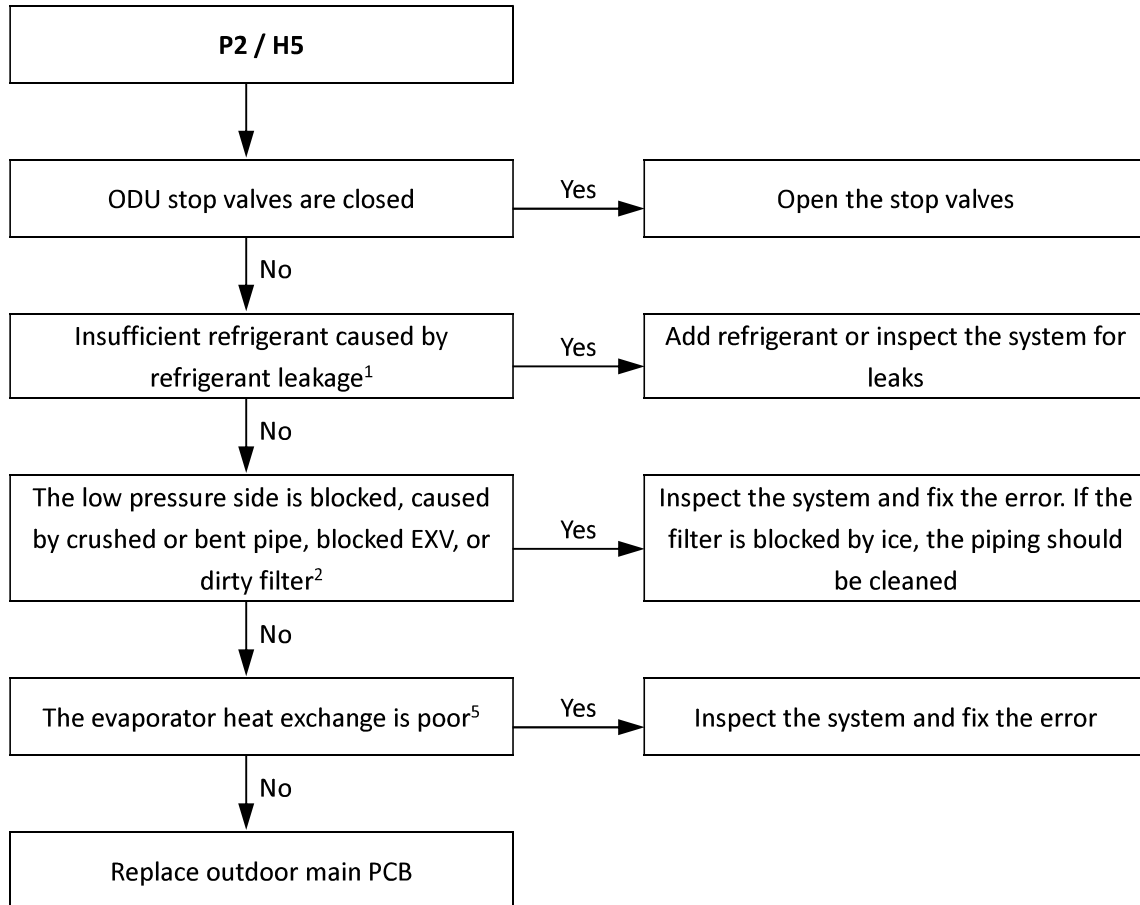 P2 / H5
ODU stop valves are closed
Yes
Open the stop valves
No
Insufficient refrigerant caused by
refrigerant leakage1
Yes
Add refrigerant or inspect the system for
leaks
No
The low pressure side is blocked, caused
by crushed or bent pipe, blocked EXV, or
dirty filter2
Yes
Inspect the system and fix the error. If the
filter is blocked by ice, the piping should
be cleaned
No
The evaporator heat exchange is poor5
Yes
Inspect the system and fix the error
No
Replace outdoor main PCB